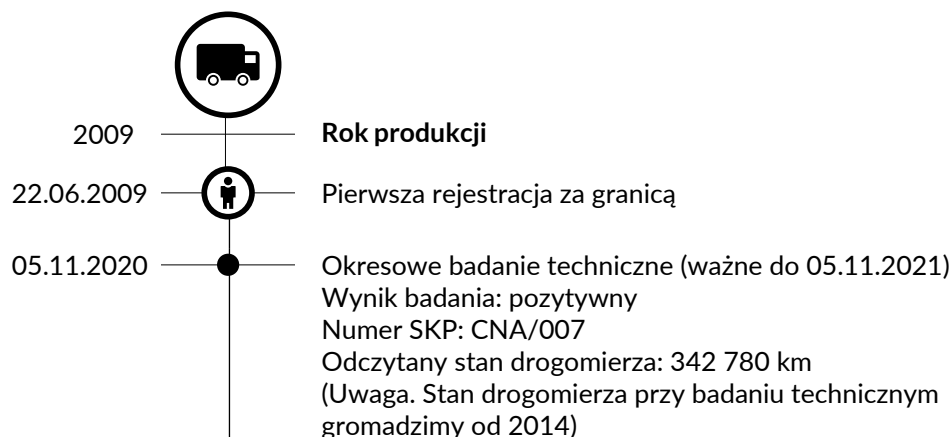 2009 Rok produkcji
22.06.2009 Pierwsza rejestracja za granicą
05.11.2020 Okresowe badanie techniczne (ważne do 05.11.2021)
Wynik badania: pozytywny
Numer SKP: CNA/007
Odczytany stan drogomierza: 342 780 km
(Uwaga. Stan drogomierza przy badaniu technicznym
gromadzimy od 2014)